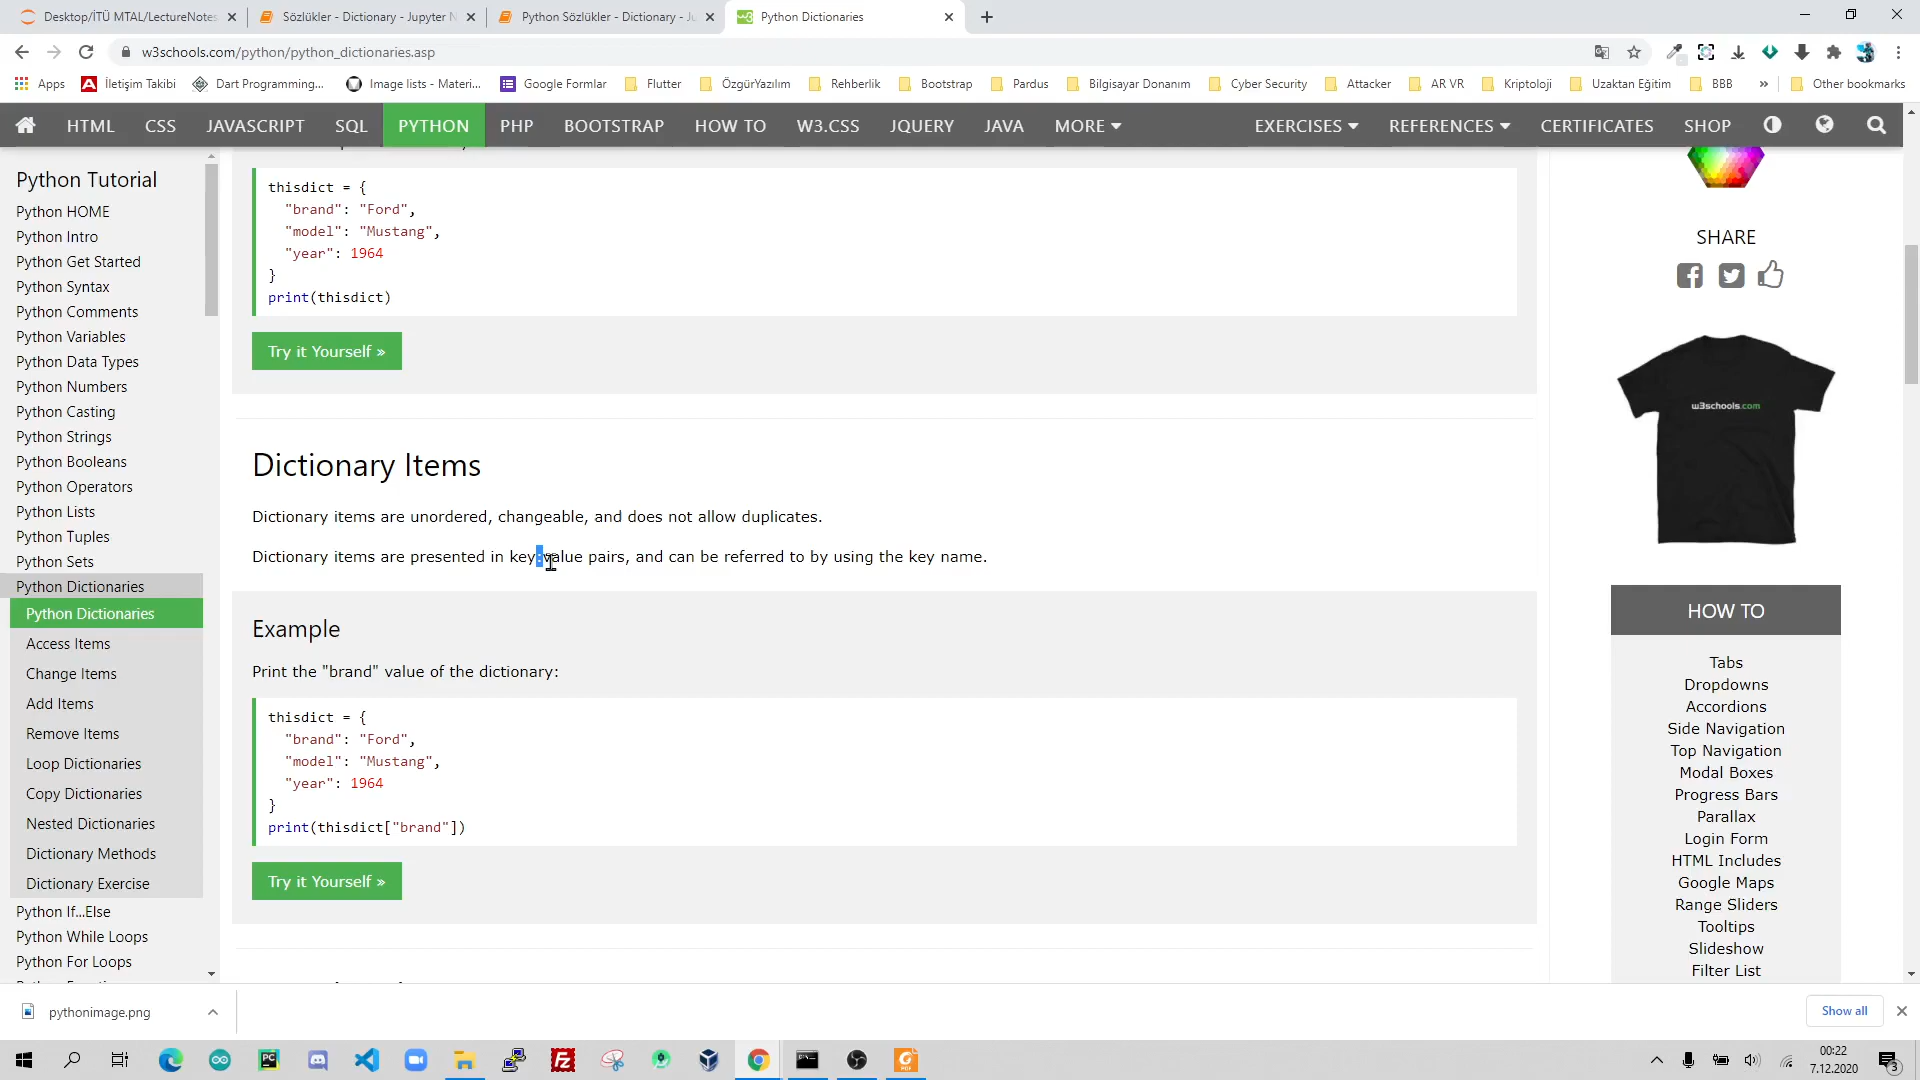 Desktop/İTÜ MTAL/LectureNotes
Sözlükler - Dictionary - Jupyter N
Python Sözlükler - Dictionary - Ju
Python Dictionaries
w3schools.com/python/python_dictionaries.asp
Apps
İletişim Takibi
Dart Programming...
Image lists - Materi...
Google Formlar
Flutter
ÖzgürYazılım
Rehberlik
Bootstrap
Pardus
Bilgisayar Donanım
Cyber Security
Attacker
AR VR
Kriptoloji
Uzaktan Eğitim
BBB
»
Other bookmarks
HTML
CSS
JAVASCRIPT
SQL
PYTHON
PHP
BOOTSTRAP
HOW TO
W3.CSS
JQUERY
JAVA
MORE
EXERCISES
REFERENCES
CERTIFICATES
SHOP
Python Tutorial
Python HOME
Python Intro
Python Get Started
Python Syntax
Python Comments
Python Variables
Python Data Types
Python Numbers
Python Casting
Python Strings
Python Booleans
Python Operators
Python Lists
Python Tuples
Python Sets
Python Dictionaries
Python Dictionaries
Access Items
Change Items
Add Items
Remove Items
Loop Dictionaries
Copy Dictionaries
Nested Dictionaries
Dictionary Methods
Dictionary Exercise
Python If...Else
Python While Loops
Python For Loops
thisdict = {
"brand": "Ford",
"model": "Mustang",
"year": 1964
}
print(thisdict)
Try it Yourself »
Dictionary Items
Dictionary items are unordered, changeable, and does not allow duplicates.
Dictionary items are presented in key:value pairs, and can be referred to by using the key name.
Example
Print the "brand" value of the dictionary:
thisdict = {
"brand": "Ford",
"model": "Mustang",
"year": 1964
}
print(thisdict["brand"])
Try it Yourself »
SHARE
w3schools.com
HOW TO
Tabs
Dropdowns
Accordions
Side Navigation
Top Navigation
Modal Boxes
Progress Bars
Parallax
Login Form
HTML Includes
Google Maps
Range Sliders
Tooltips
Slideshow
Filter List
pythonimage.png
Show all
00:22
7.12.2020
3